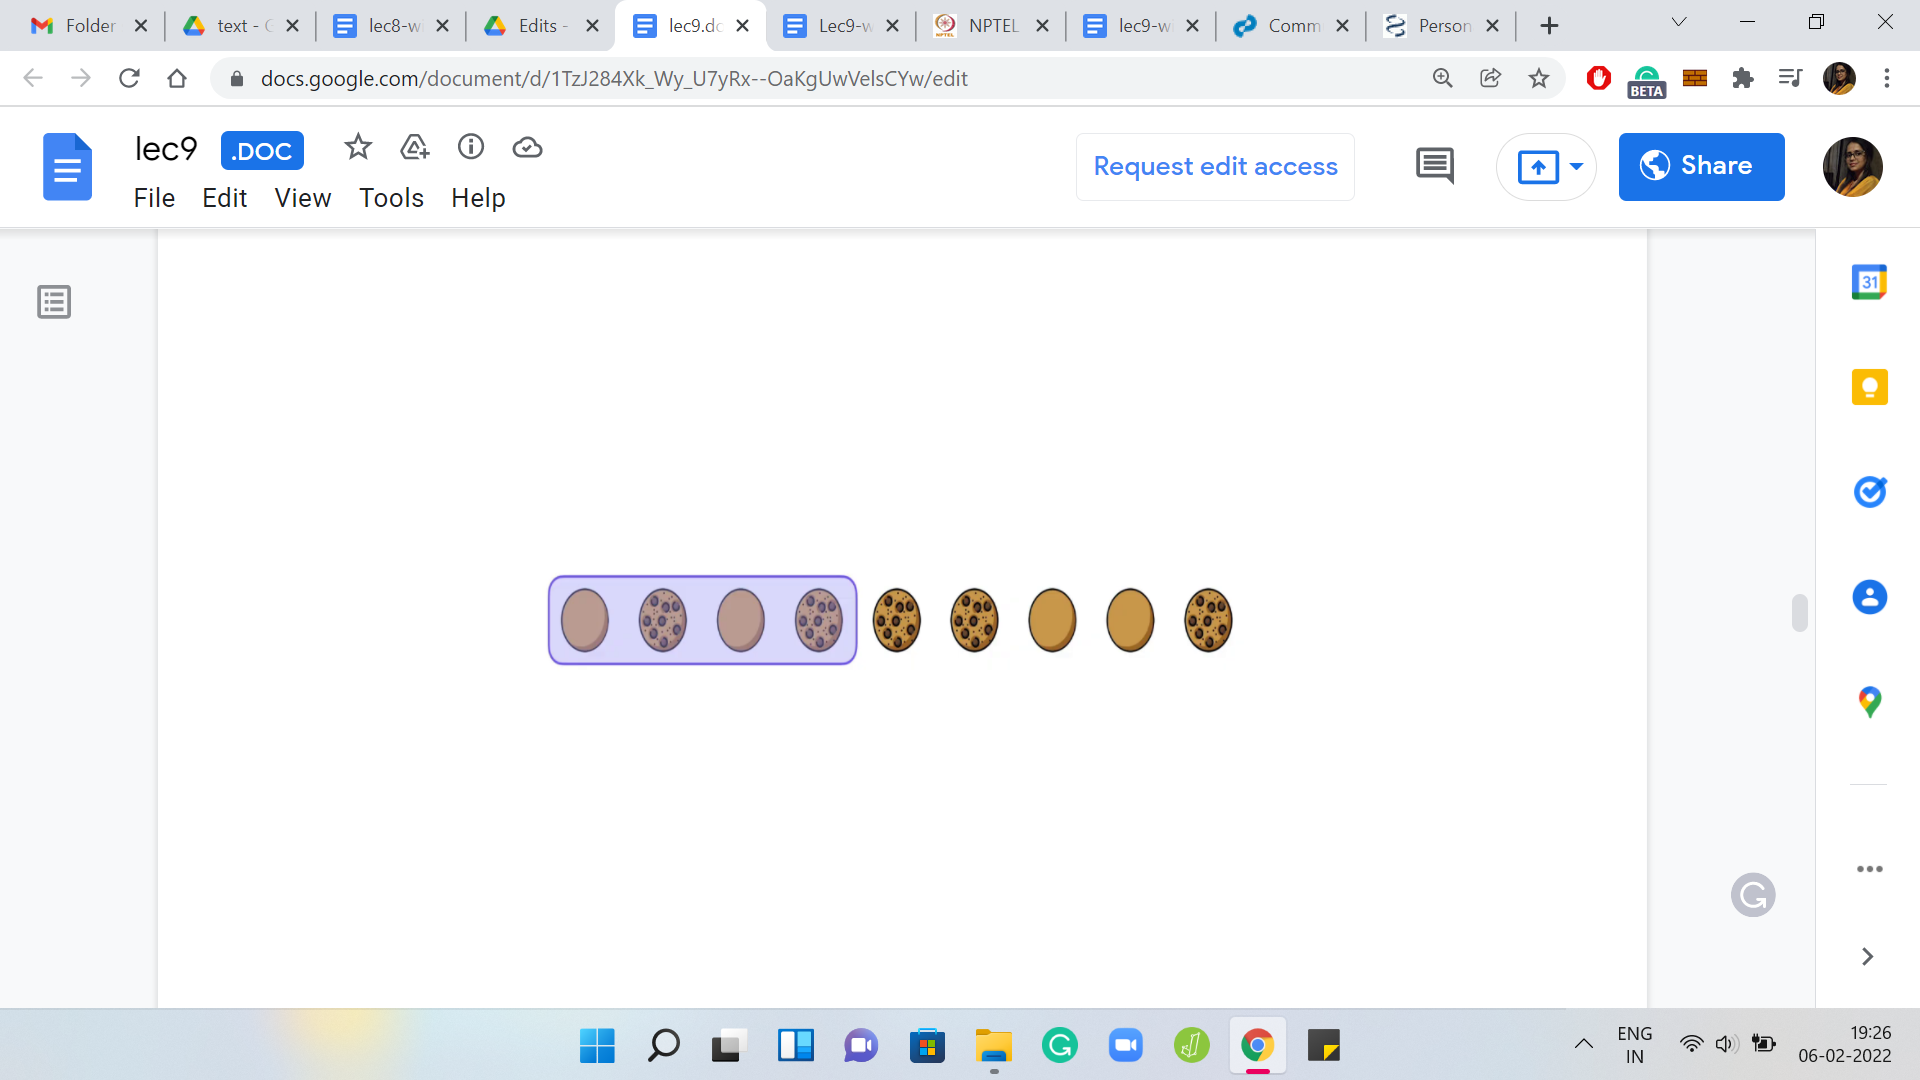 Folder
text - G
lec8-w
Edits -
lec9.dc
Lec9-w
NPTEL
lec9-w
Comm
Person
docs.google.com/document/d/1TzJ284Xk_Wy_U7yRx--OaKgUwVelsCYw/edit
BETA
lec9 .DOC
Request edit access
Share
File Edit View Tools Help
31
ENG
IN
19:26
06-02-2022